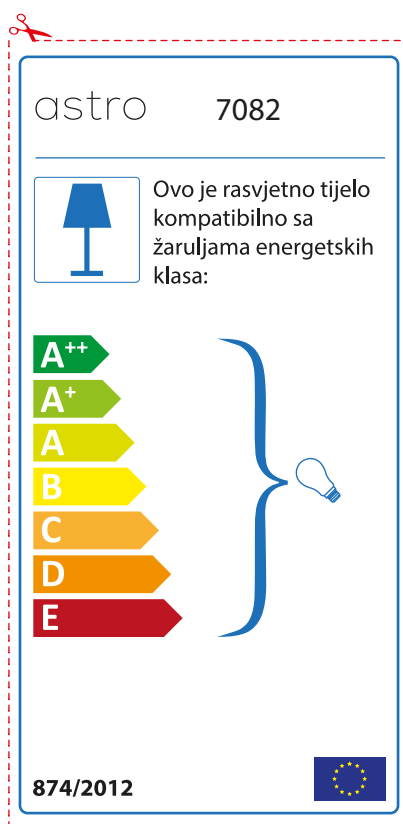 astro 7082
Ovo je rasvjetno tijelo
kompatibilno sa
žaruljama energetskih
klasa:
A++
A+
A
B
C
D
E
874/2012